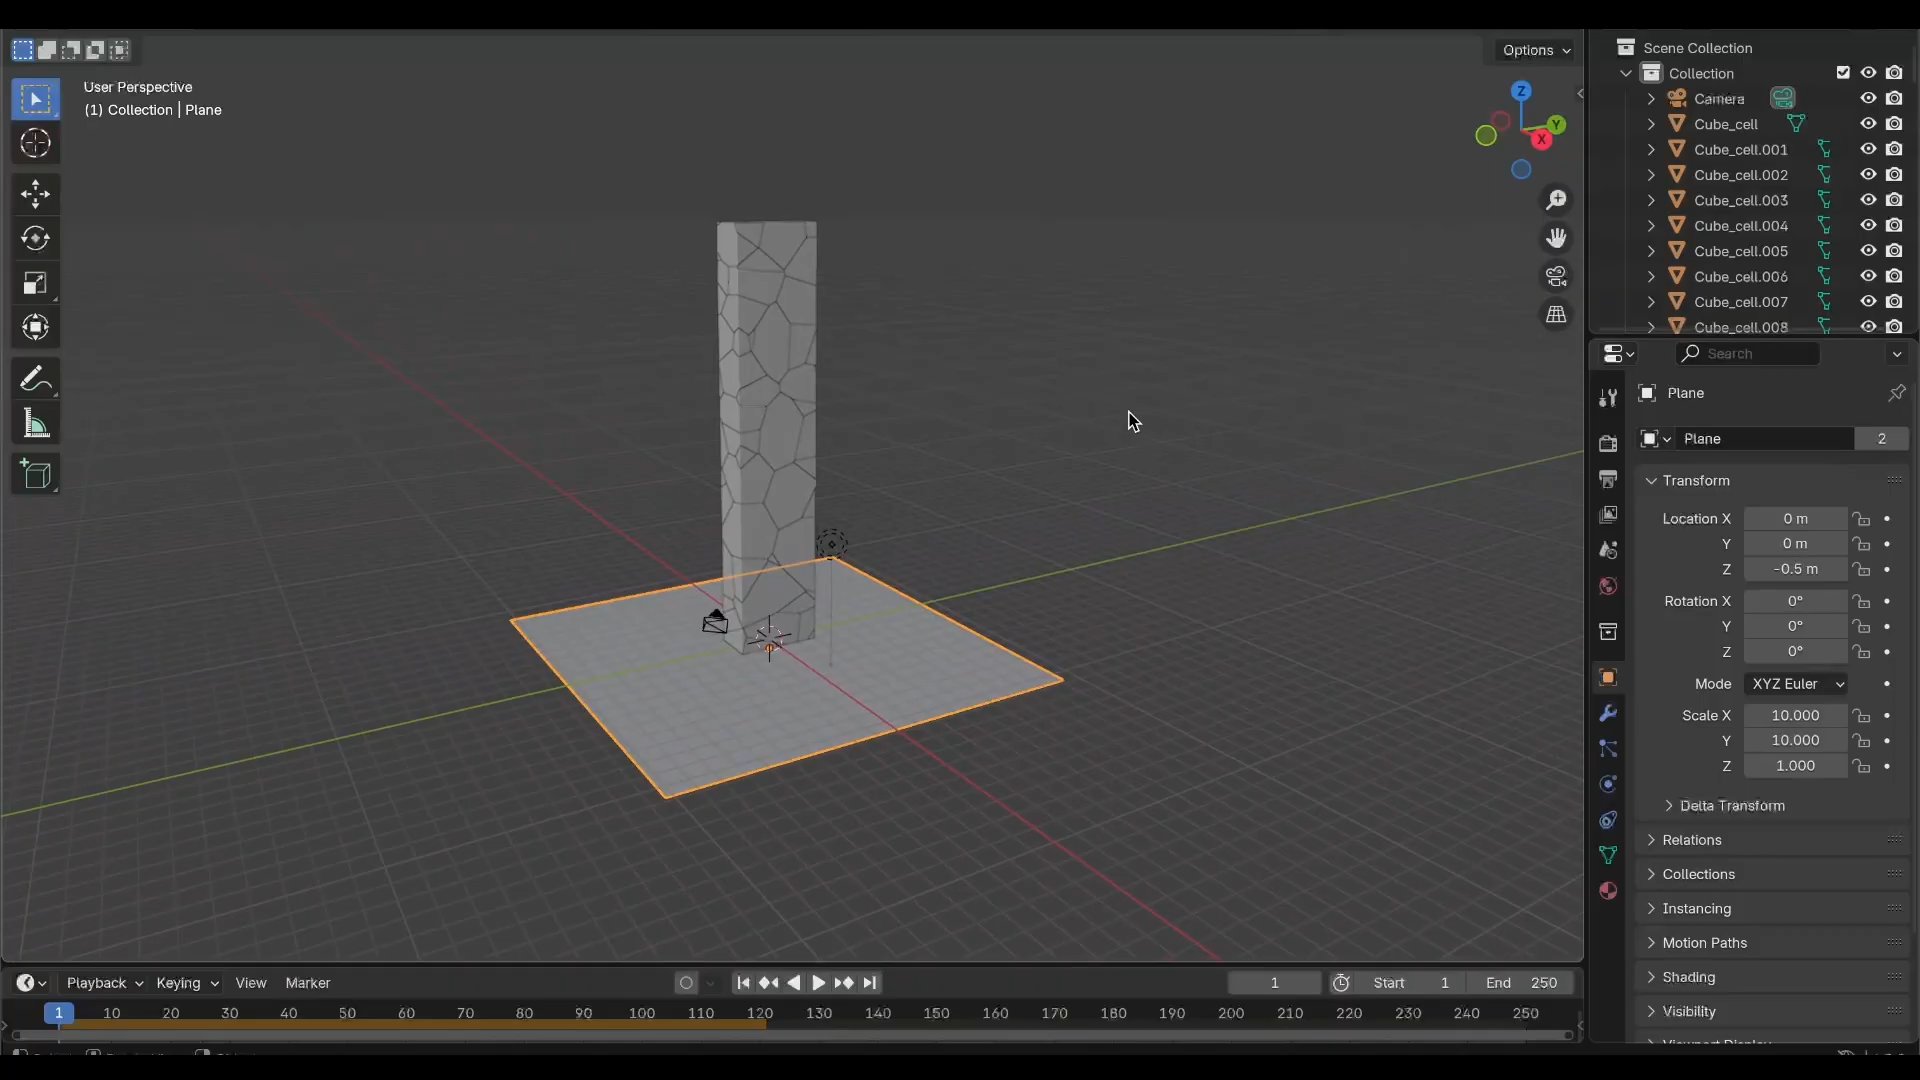 Options
User Perspective
(1) Collection | Plane
Z
Y
X
Scene Collection
Collection
Camera
Cube_cell
Cube_cell.001
Cube_cell.002
Cube_cell.003
Cube_cell.004
Cube_cell.005
Cube_cell.006
Cube_cell.007
Cube_cell.008
Search
Plane
Plane 2
Transform
Location X 0 m
Y 0 m
Z -0.5 m
Rotation X 0°
Y 0°
Z 0°
Mode XYZ Euler
Scale X 10.000
Y 10.000
Z 1.000
Delta Transform
Relations
Collections
Instancing
Motion Paths
Shading
Visibility
Viewport Display
Playback Keying View Marker 1 Start 1 End 250
1 10 20 30 40 50 60 70 80 90 100 110 120 130 140 150 160 170 180 190 200 210 220 230 240 250